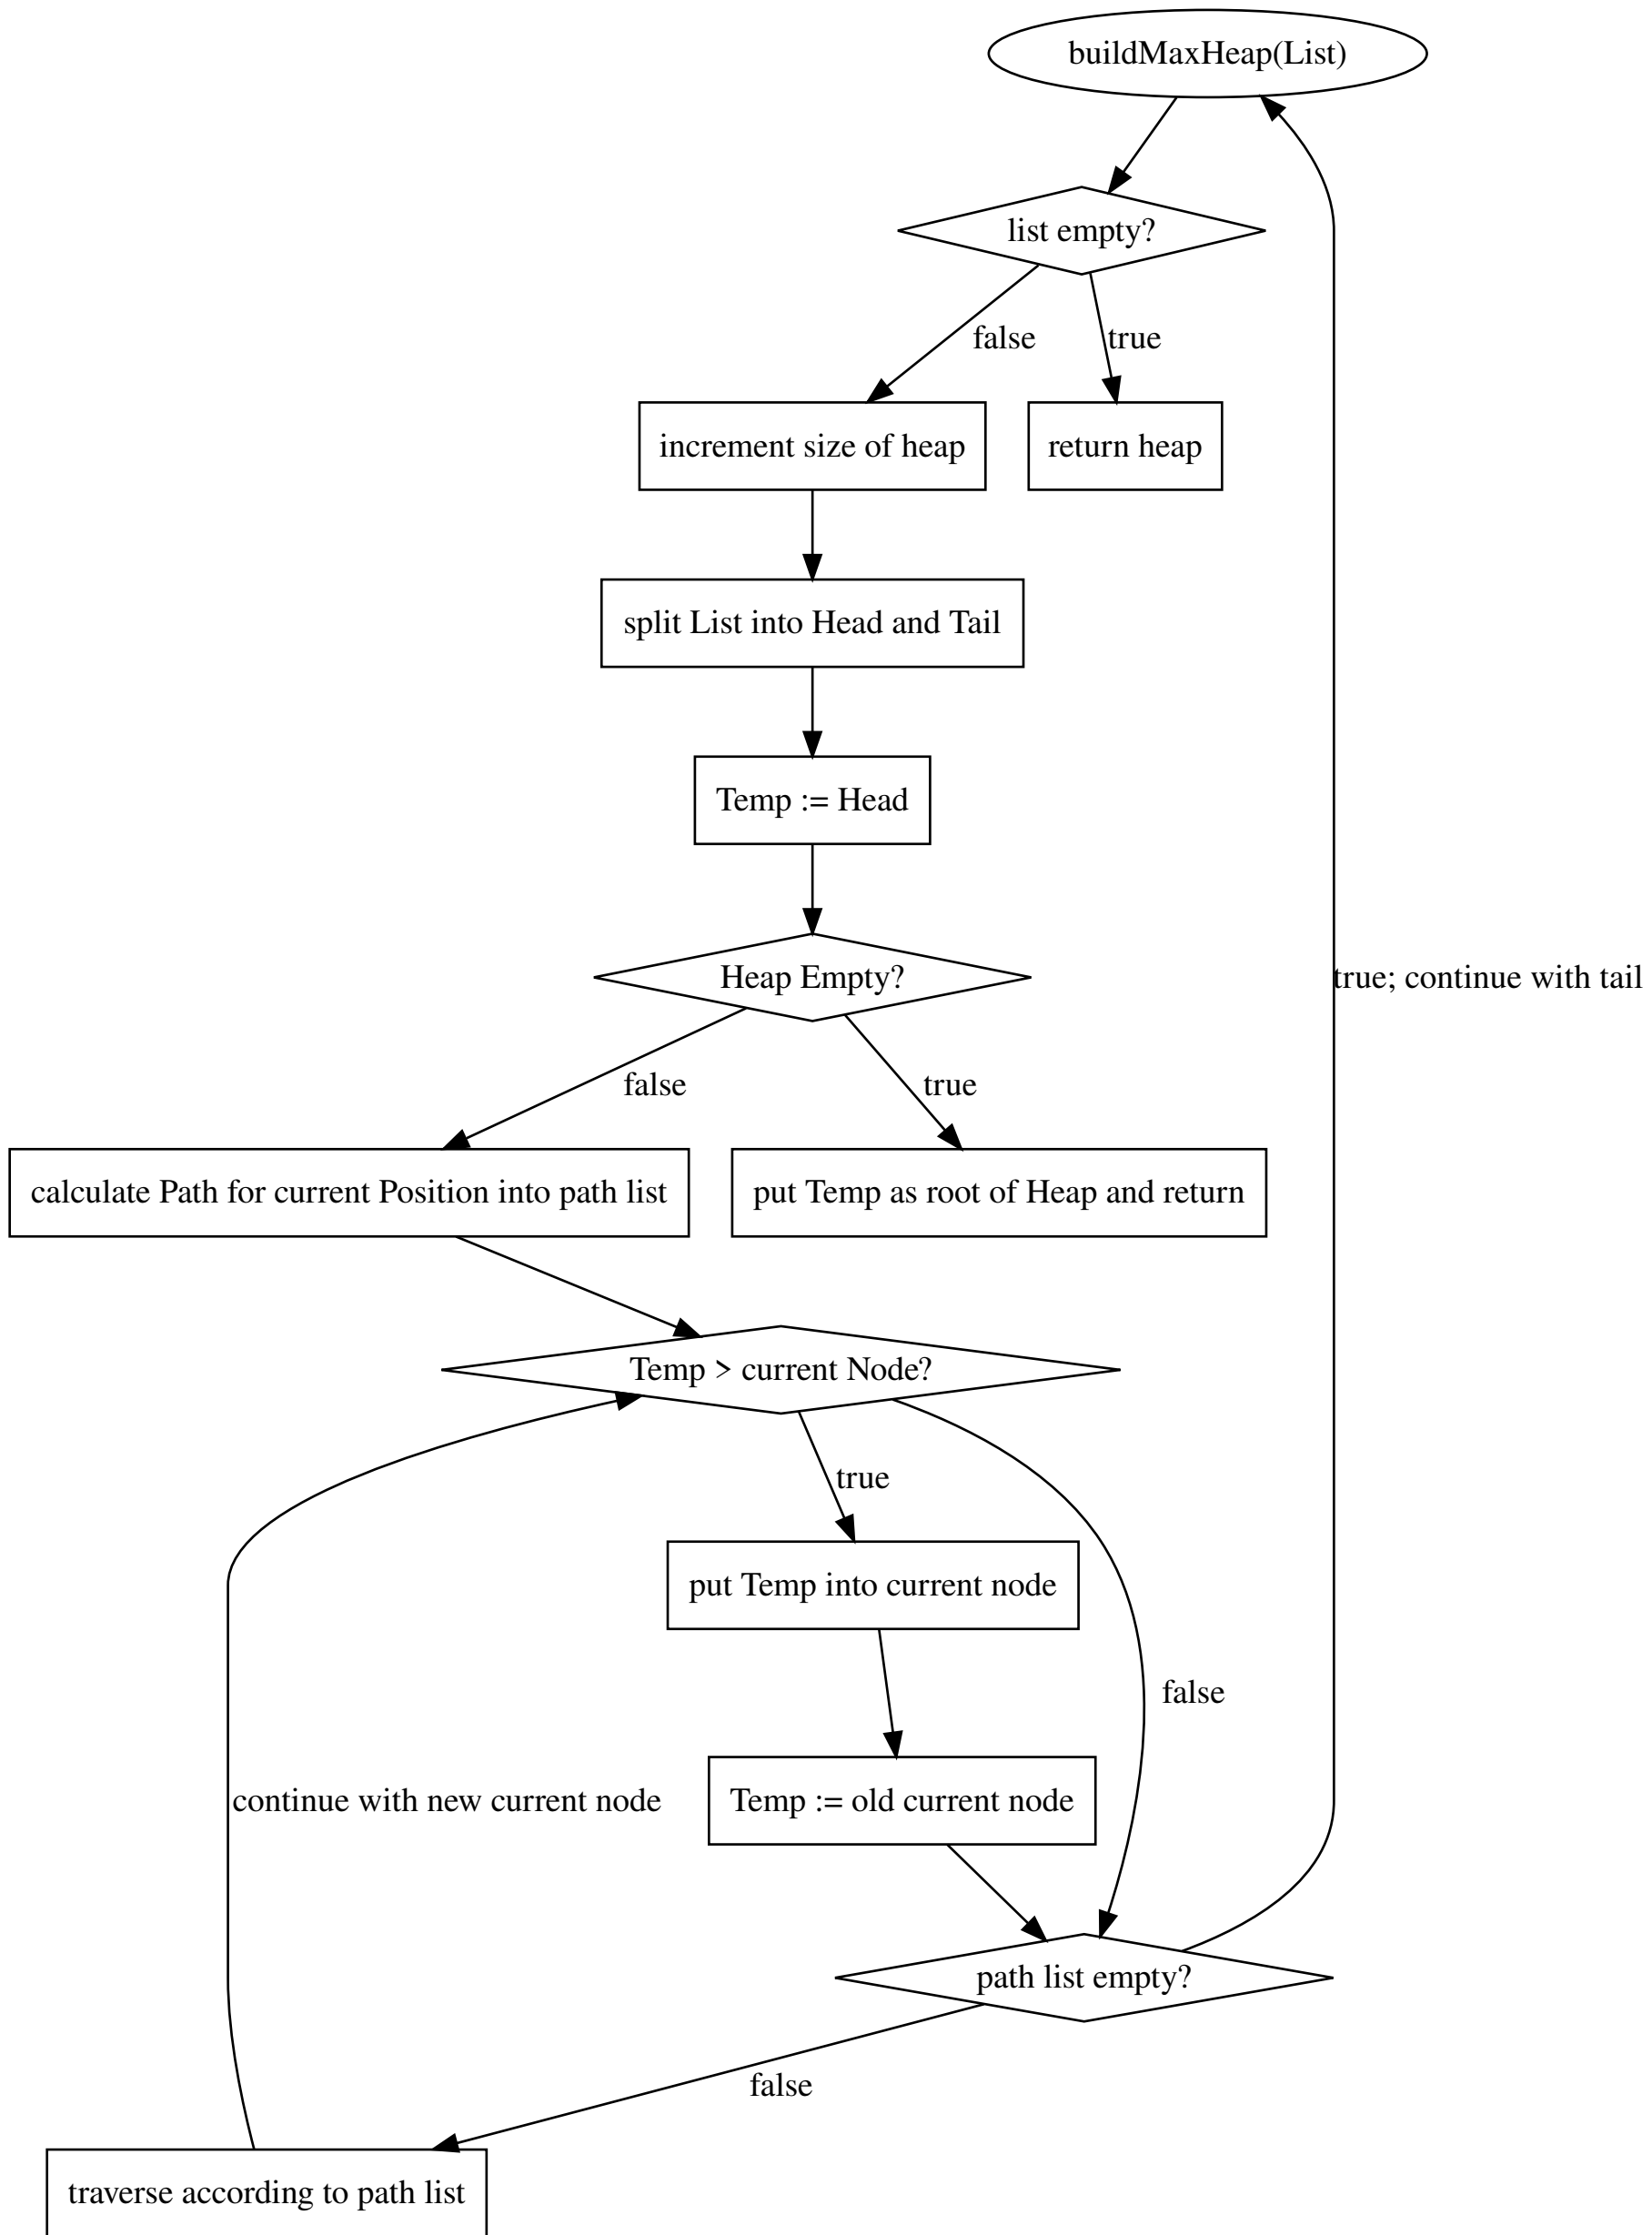 buildMaxHeap(List)
list empty?
false
true
increment size of heap
return heap
split List into Head and Tail
Temp := Head
Heap Empty?
true; continue with tail
false
true
calculate Path for current Position into path list
put Temp as root of Heap and return
Temp > current Node?
true
put Temp into current node
false
continue with new current node
Temp := old current node
path list empty?
false
traverse according to path list